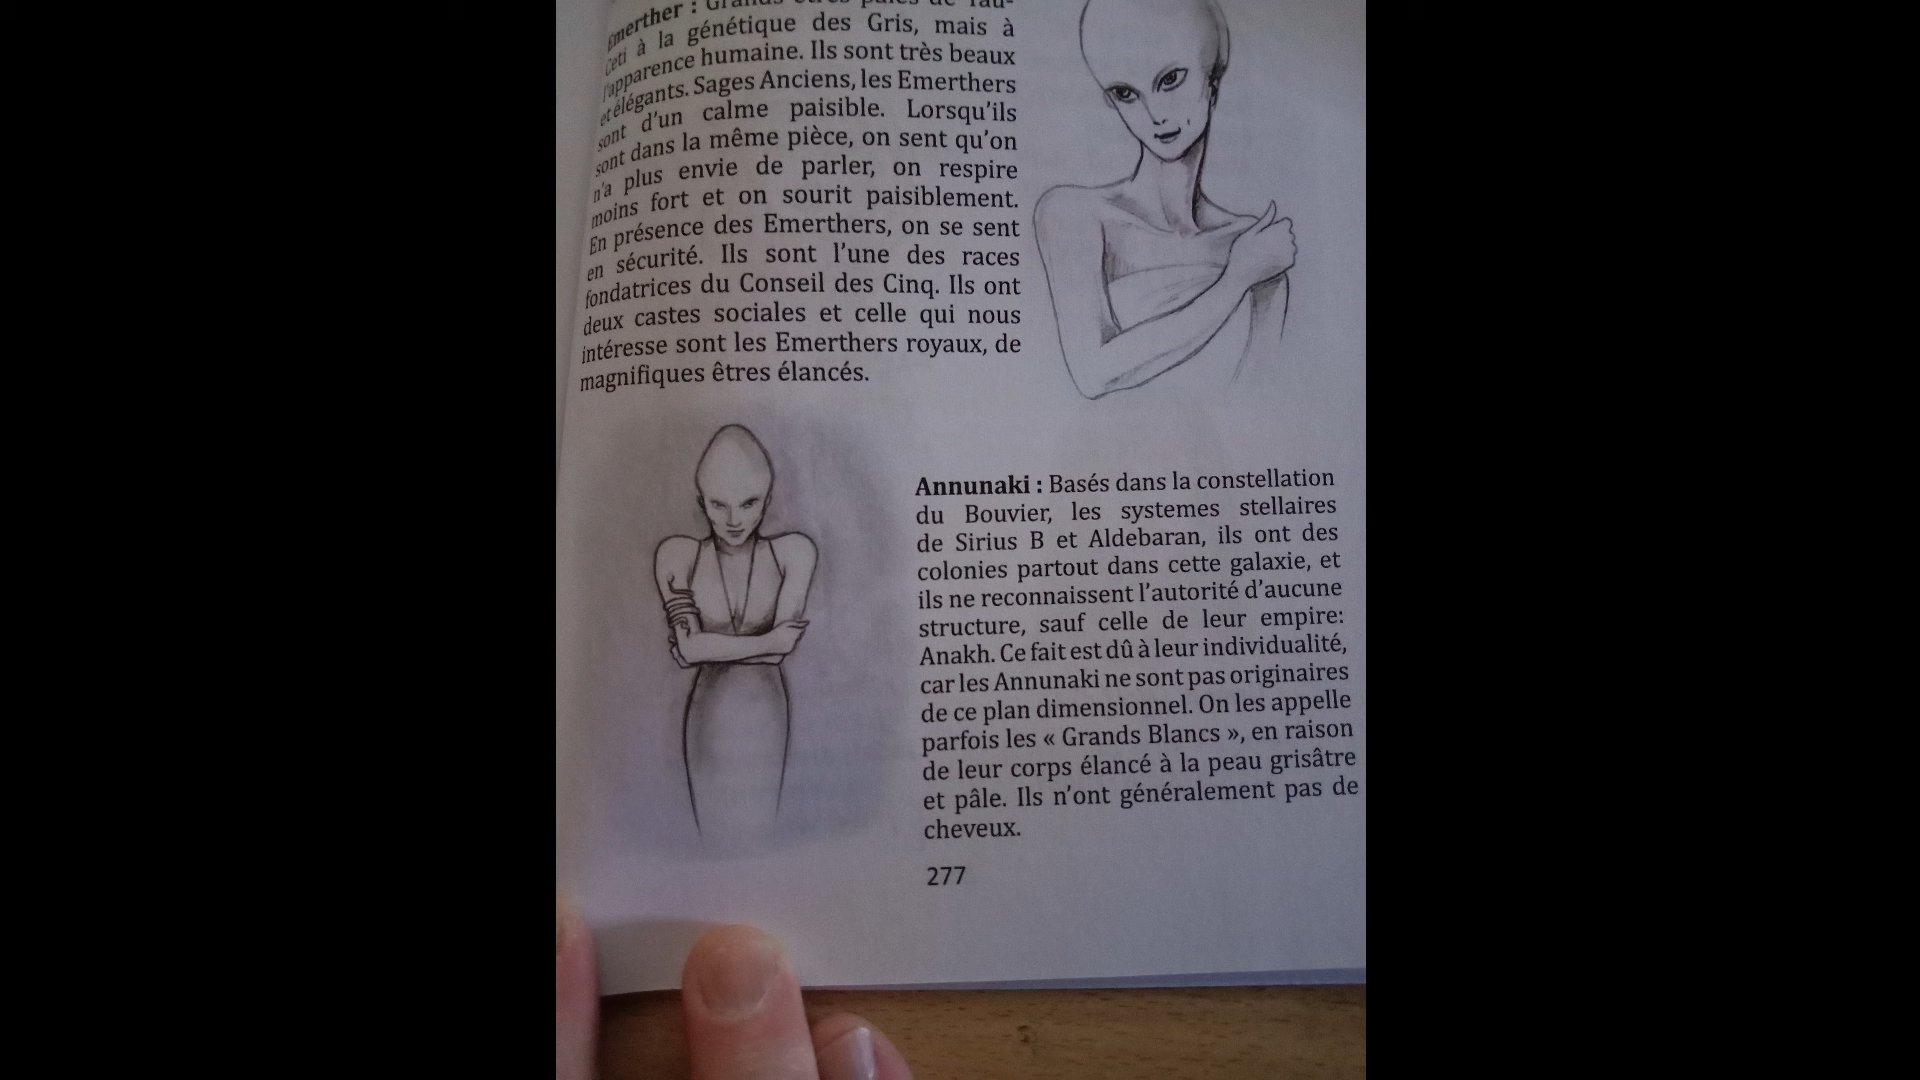 Emerther : Grands êtres pâles de Tau-
Ceti à la génétique des Gris, mais à
l'apparence humaine. Ils sont très beaux
et élégants. Sages Anciens, les Emerthers
sont d'un calme paisible. Lorsqu'ils
sont dans la même pièce, on sent qu'on
n'a plus envie de parler, on respire
moins fort et on sourit paisiblement.
En présence des Emerthers, on se sent
en sécurité. Ils sont l'une des races
fondatrices du Conseil des Cinq. Ils ont
deux castes sociales et celle qui nous
intéresse sont les Emerthers royaux, de
magnifiques êtres élancés.
Annunaki : Basés dans la constellation
du Bouvier, les systemes stellaires
de Sirius B et Aldebaran, ils ont des
colonies partout dans cette galaxie, et
ils ne reconnaissent l'autorité d'aucune
structure, sauf celle de leur empire:
Anakh. Ce fait est dû à leur individualité,
car les Annunaki ne sont pas originaires
de ce plan dimensionnel. On les appelle
parfois les « Grands Blancs », en raison
de leur corps élancé à la peau grisâtre
et pâle. Ils n'ont généralement pas de
cheveux.
277